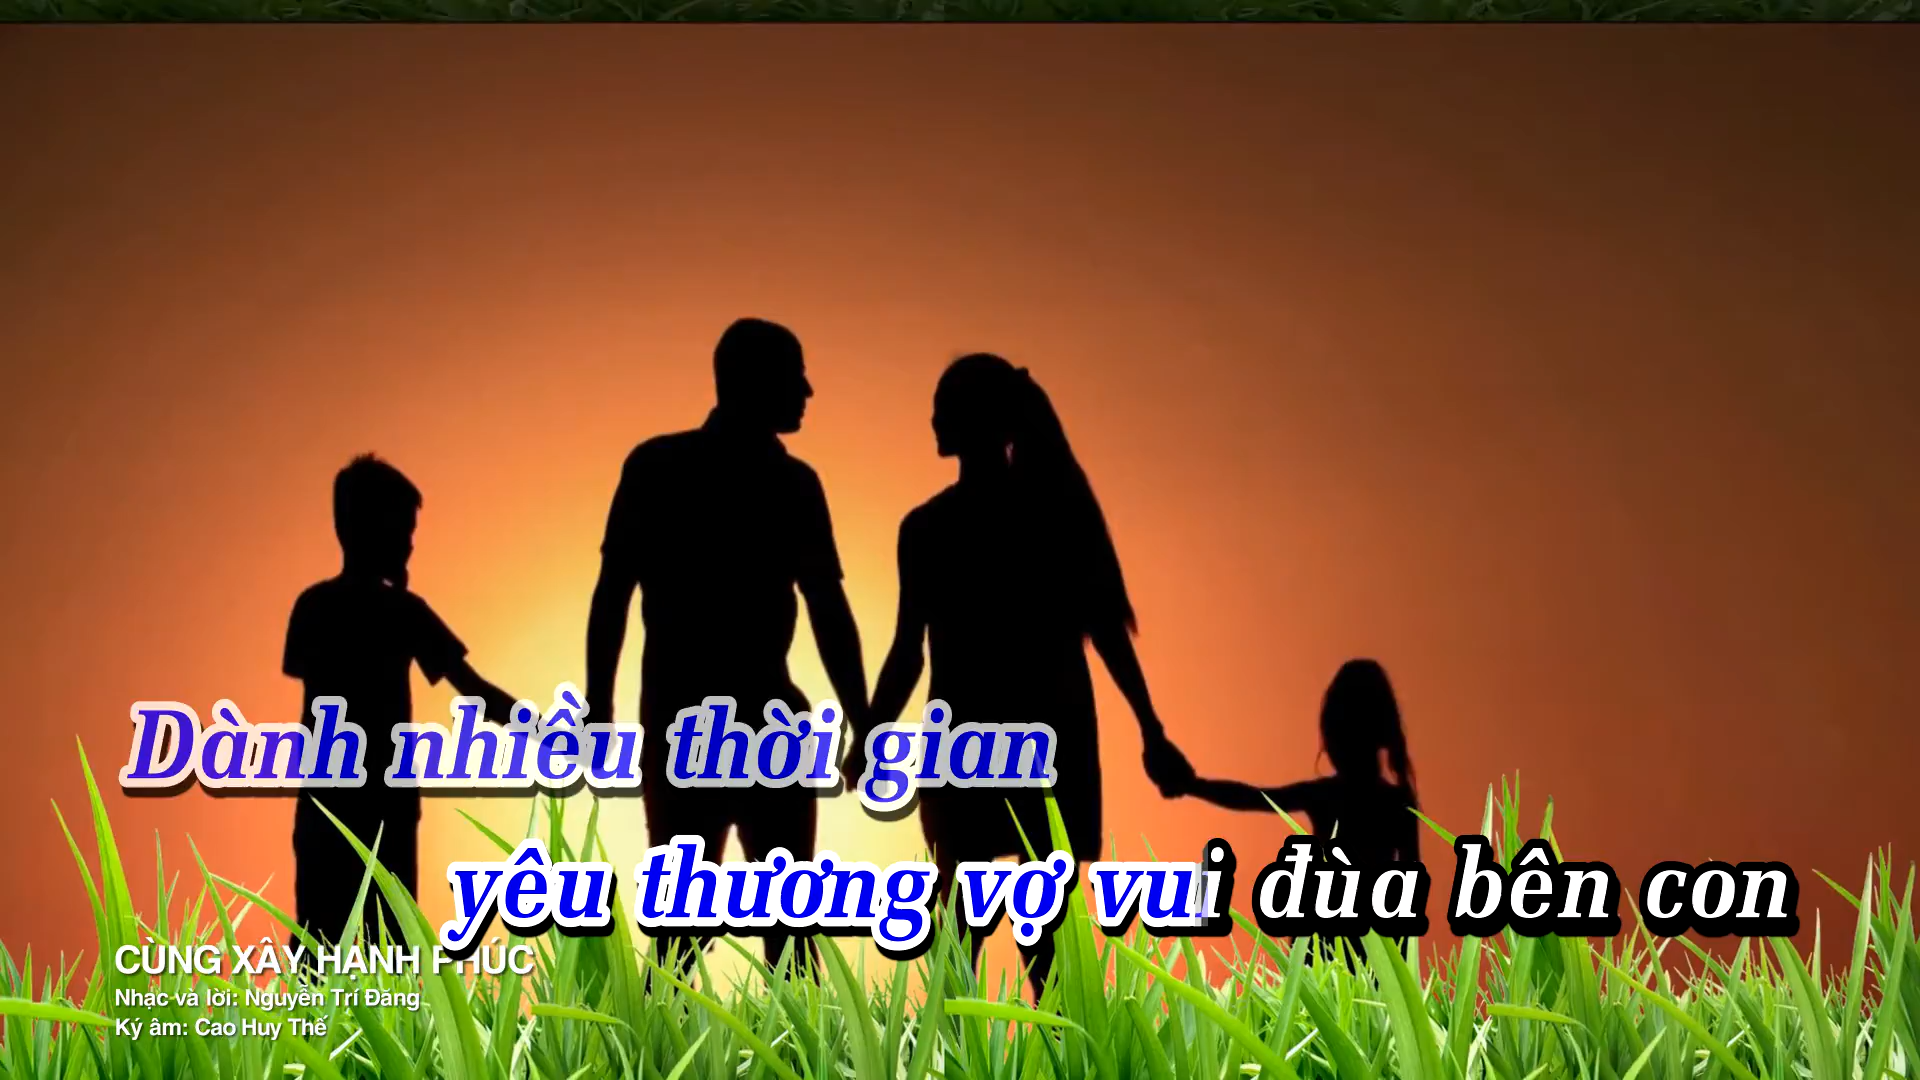 Dành nhiều thời gian
yêu thương vợ vui đùa bên con
CÙNG XÂY HẠNH PHÚC
Nhạc và lời: Nguyễn Trí Đăng
Ký âm: Cao Huy Thế